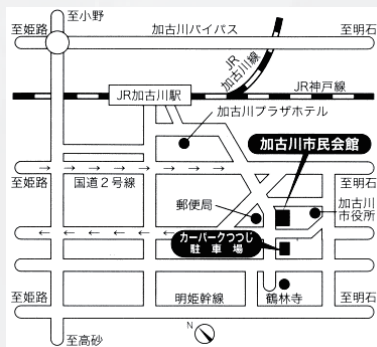 至小野
至姫路
加古川バイパス
至明石
JR
加古川線
JR神戸線
JR加古川駅
加古川プラザホテル
加古川市民会館
→ → → → →
至姫路
国道2号線
至明石
郵便局
加古川
市役所
← ← ← ← ←
カーパークつつじ
駐車場
至姫路
明姫幹線
鶴林寺
至明石
至高砂
N